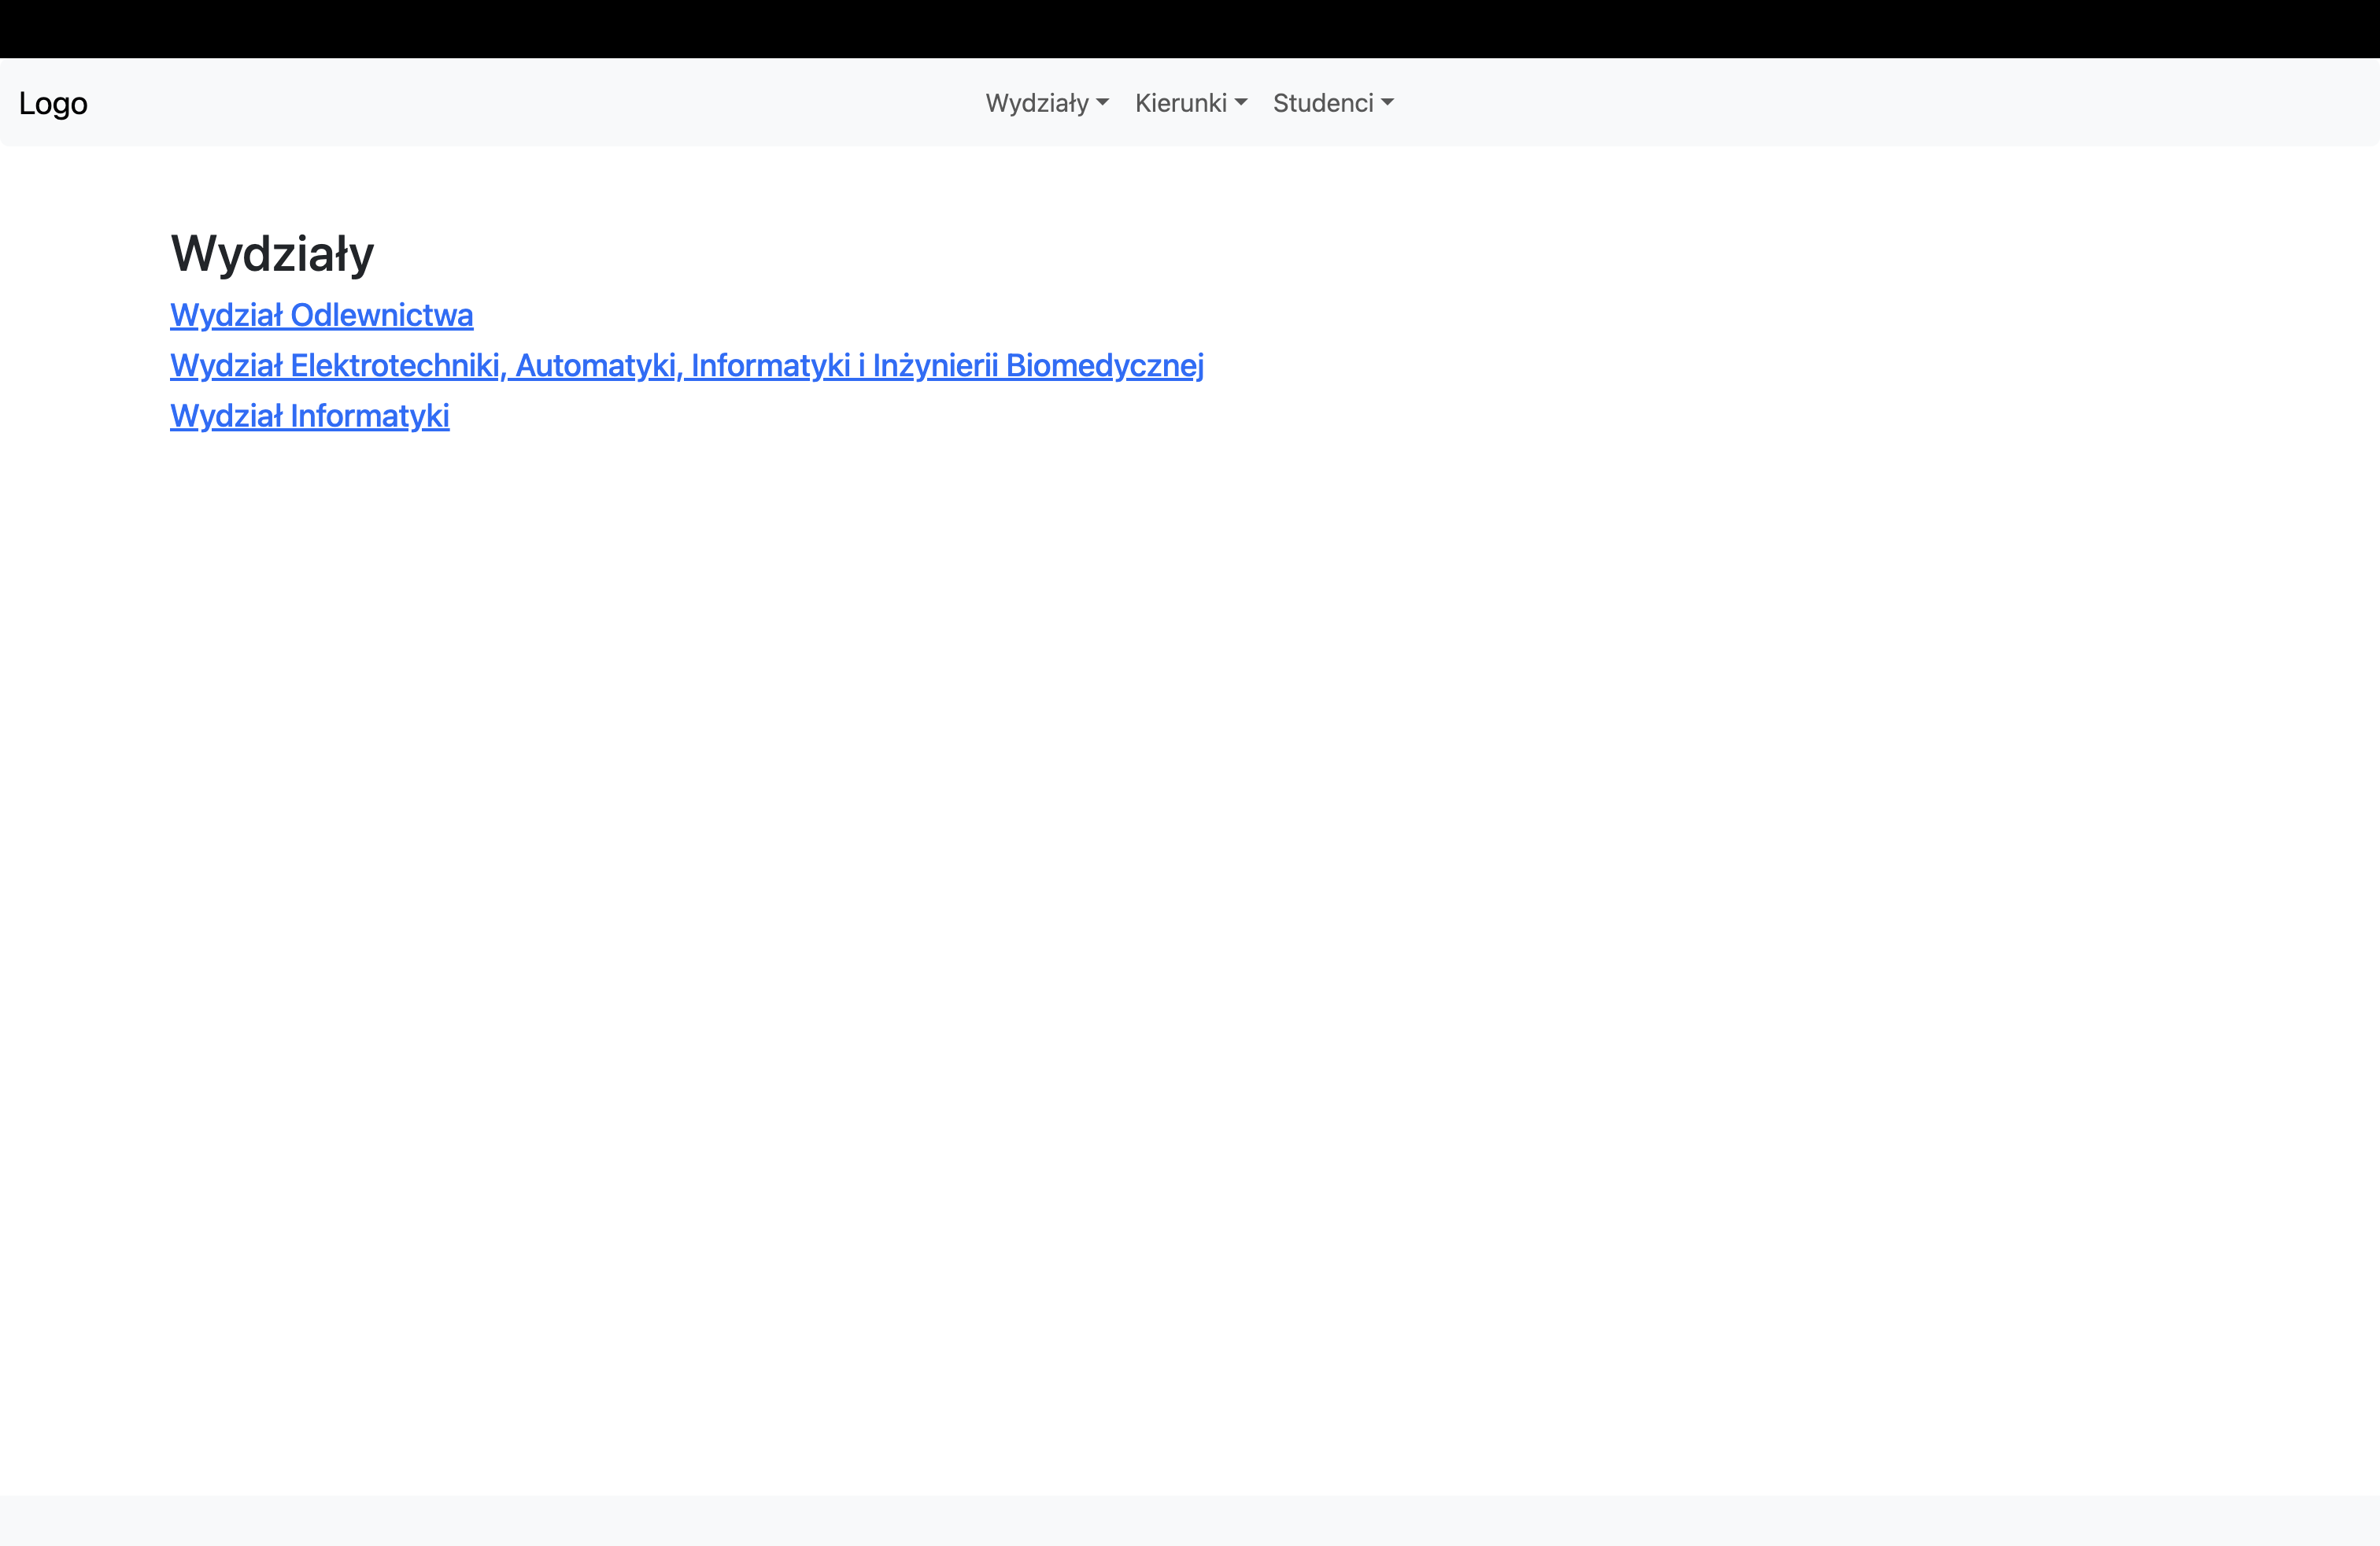 Logo
Wydziały Kierunki Studenci
Wydziały
Wydział Odlewnictwa
Wydział Elektrotechniki, Automatyki, Informatyki i Inżynierii Biomedycznej
Wydział Informatyki